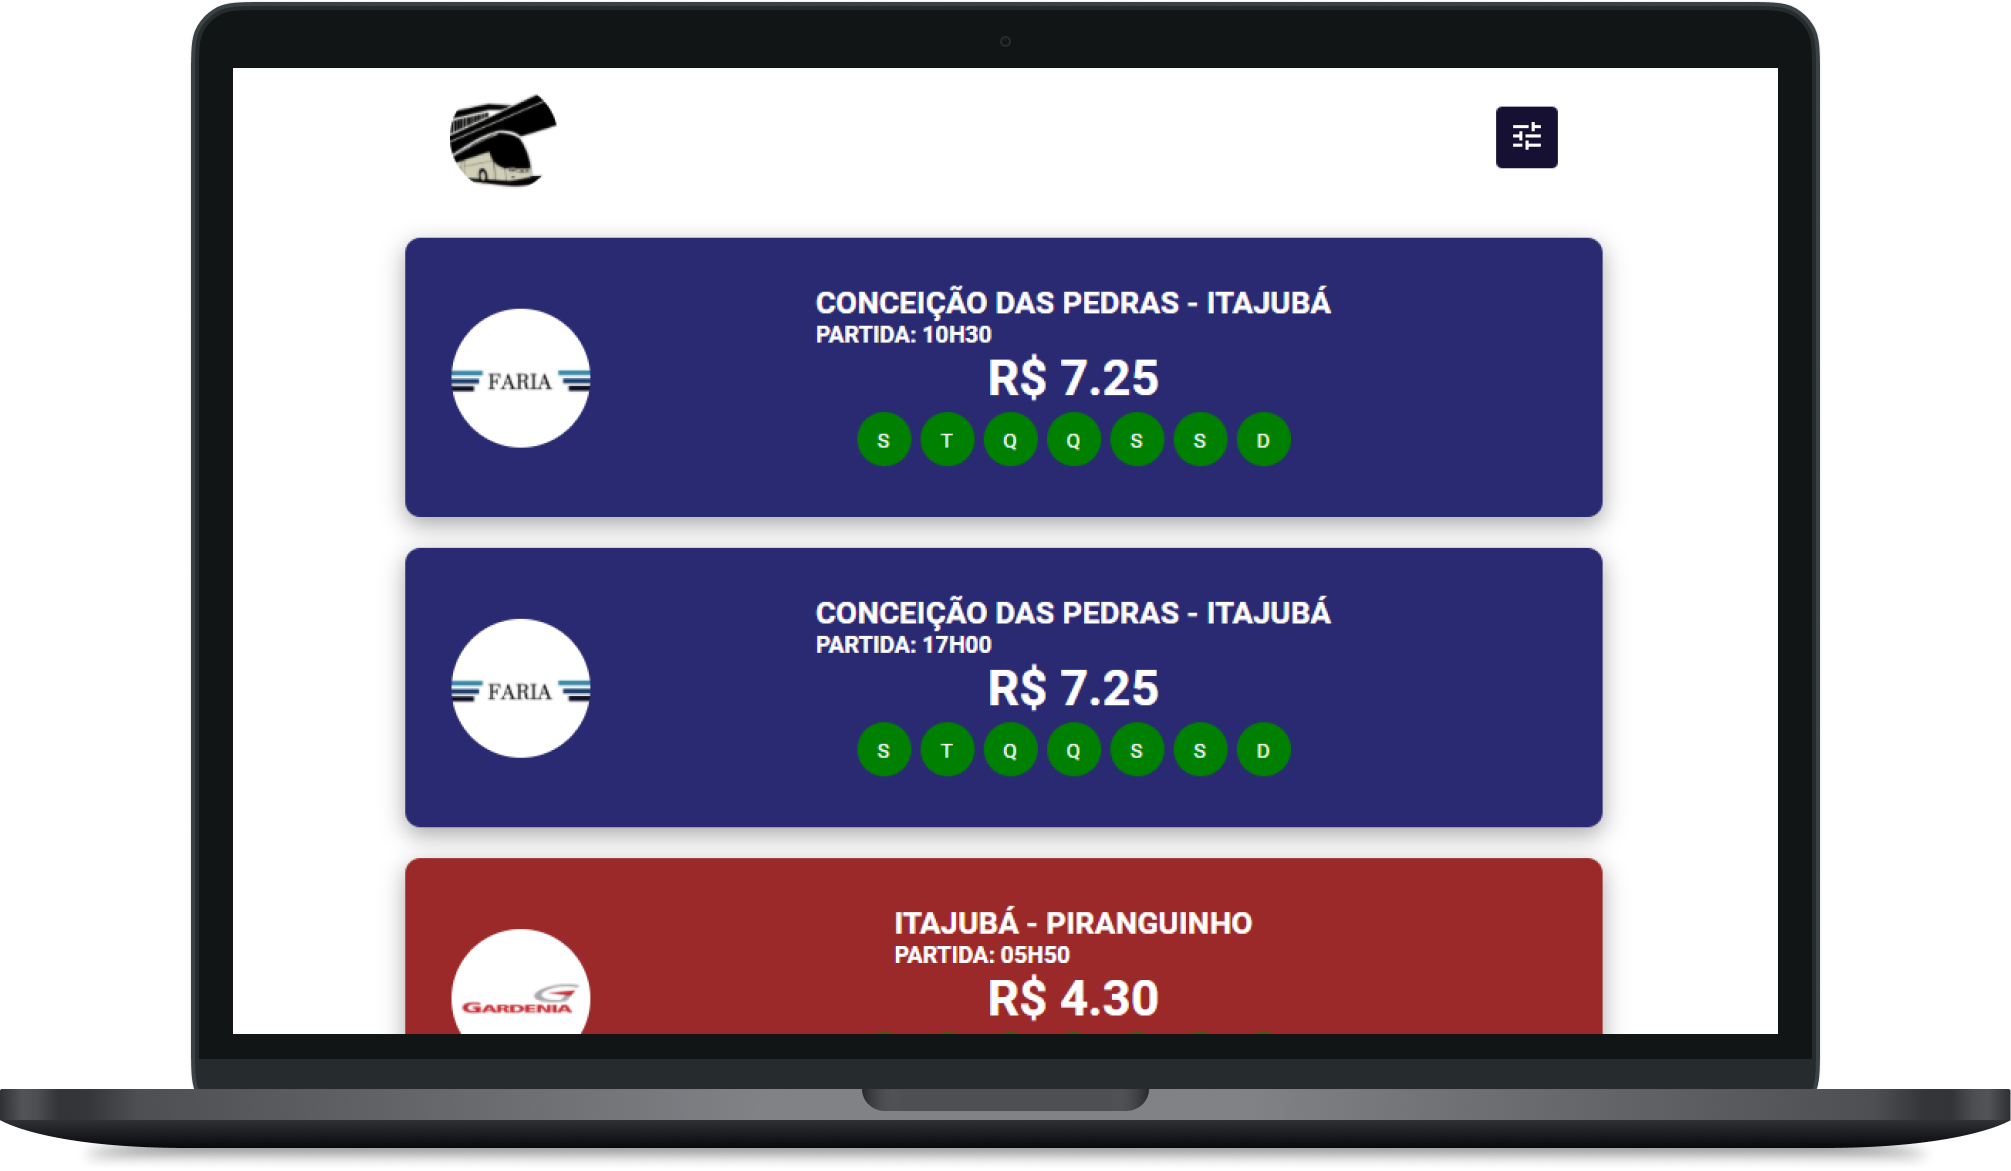 CONCEIÇÃO DAS PEDRAS - ITAJUBÁ
PARTIDA: 10H30
FARIA
R$ 7.25
S T Q Q S S D
CONCEIÇÃO DAS PEDRAS - ITAJUBÁ
PARTIDA: 17H00
FARIA
R$ 7.25
S T Q Q S S D
ITAJUBÁ - PIRANGUINHO
PARTIDA: 05H50
GARDENIA
R$ 4.30